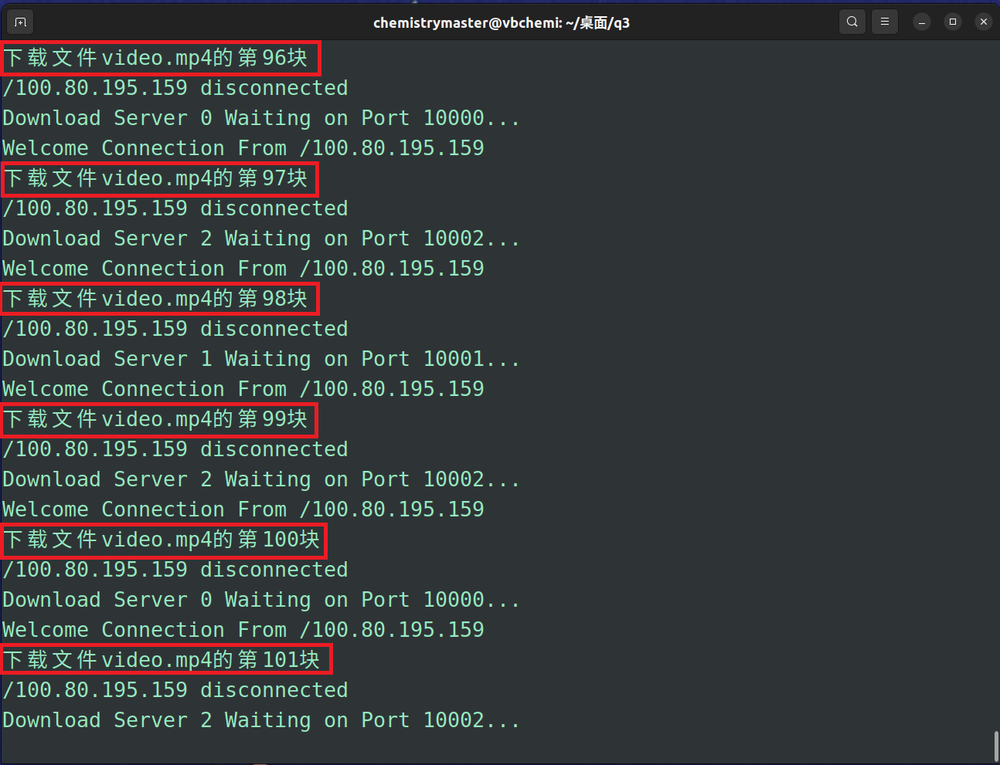 chemistrymaster@vbchemi: ~/桌面/q3
下载文件video.mp4的第96块
/100.80.195.159 disconnected
Download Server 0 Waiting on Port 10000...
Welcome Connection From /100.80.195.159
下载文件video.mp4的第97块
/100.80.195.159 disconnected
Download Server 2 Waiting on Port 10002...
Welcome Connection From /100.80.195.159
下载文件video.mp4的第98块
/100.80.195.159 disconnected
Download Server 1 Waiting on Port 10001...
Welcome Connection From /100.80.195.159
下载文件video.mp4的第99块
/100.80.195.159 disconnected
Download Server 2 Waiting on Port 10002...
Welcome Connection From /100.80.195.159
下载文件video.mp4的第100块
/100.80.195.159 disconnected
Download Server 0 Waiting on Port 10000...
Welcome Connection From /100.80.195.159
下载文件video.mp4的第101块
/100.80.195.159 disconnected
Download Server 2 Waiting on Port 10002...